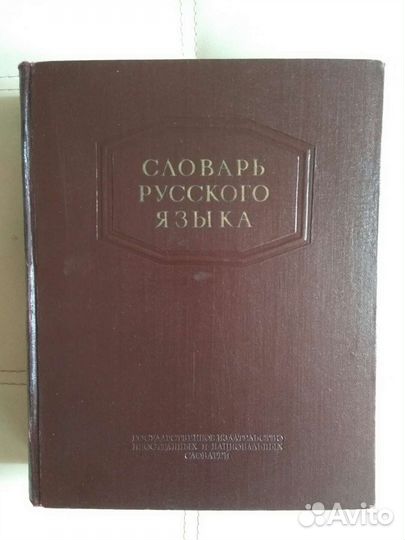 СЛОВАРЬ
РУССКОГО
ЯЗЫКА
ГОСУДАРСТВЕННОЕ ИЗДАТЕЛЬСТВО
ИНОСТРАННЫХ И НАЦИОНАЛЬНЫХ
СЛОВАРЕЙ
Avito